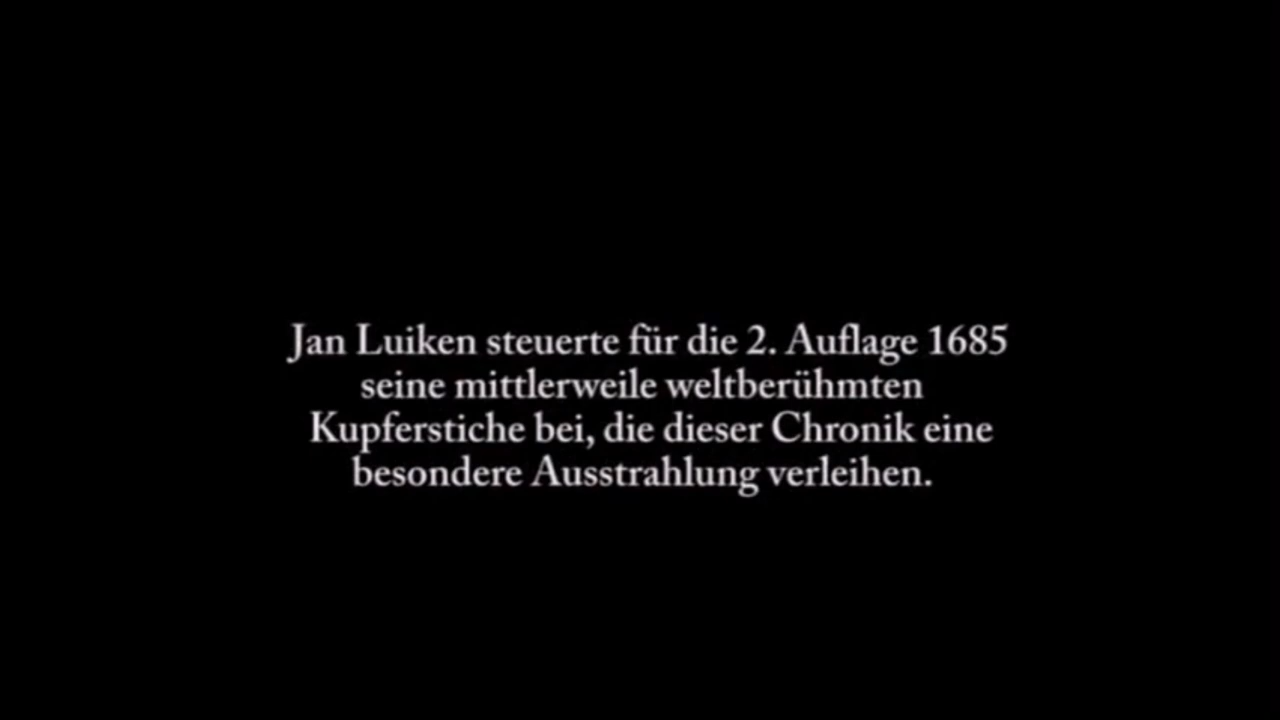 Jan Luiken steuerte für die 2. Auflage 1685
seine mittlerweile weltberühmten
Kupferstiche bei, die dieser Chronik eine
besondere Ausstrahlung verleihen.